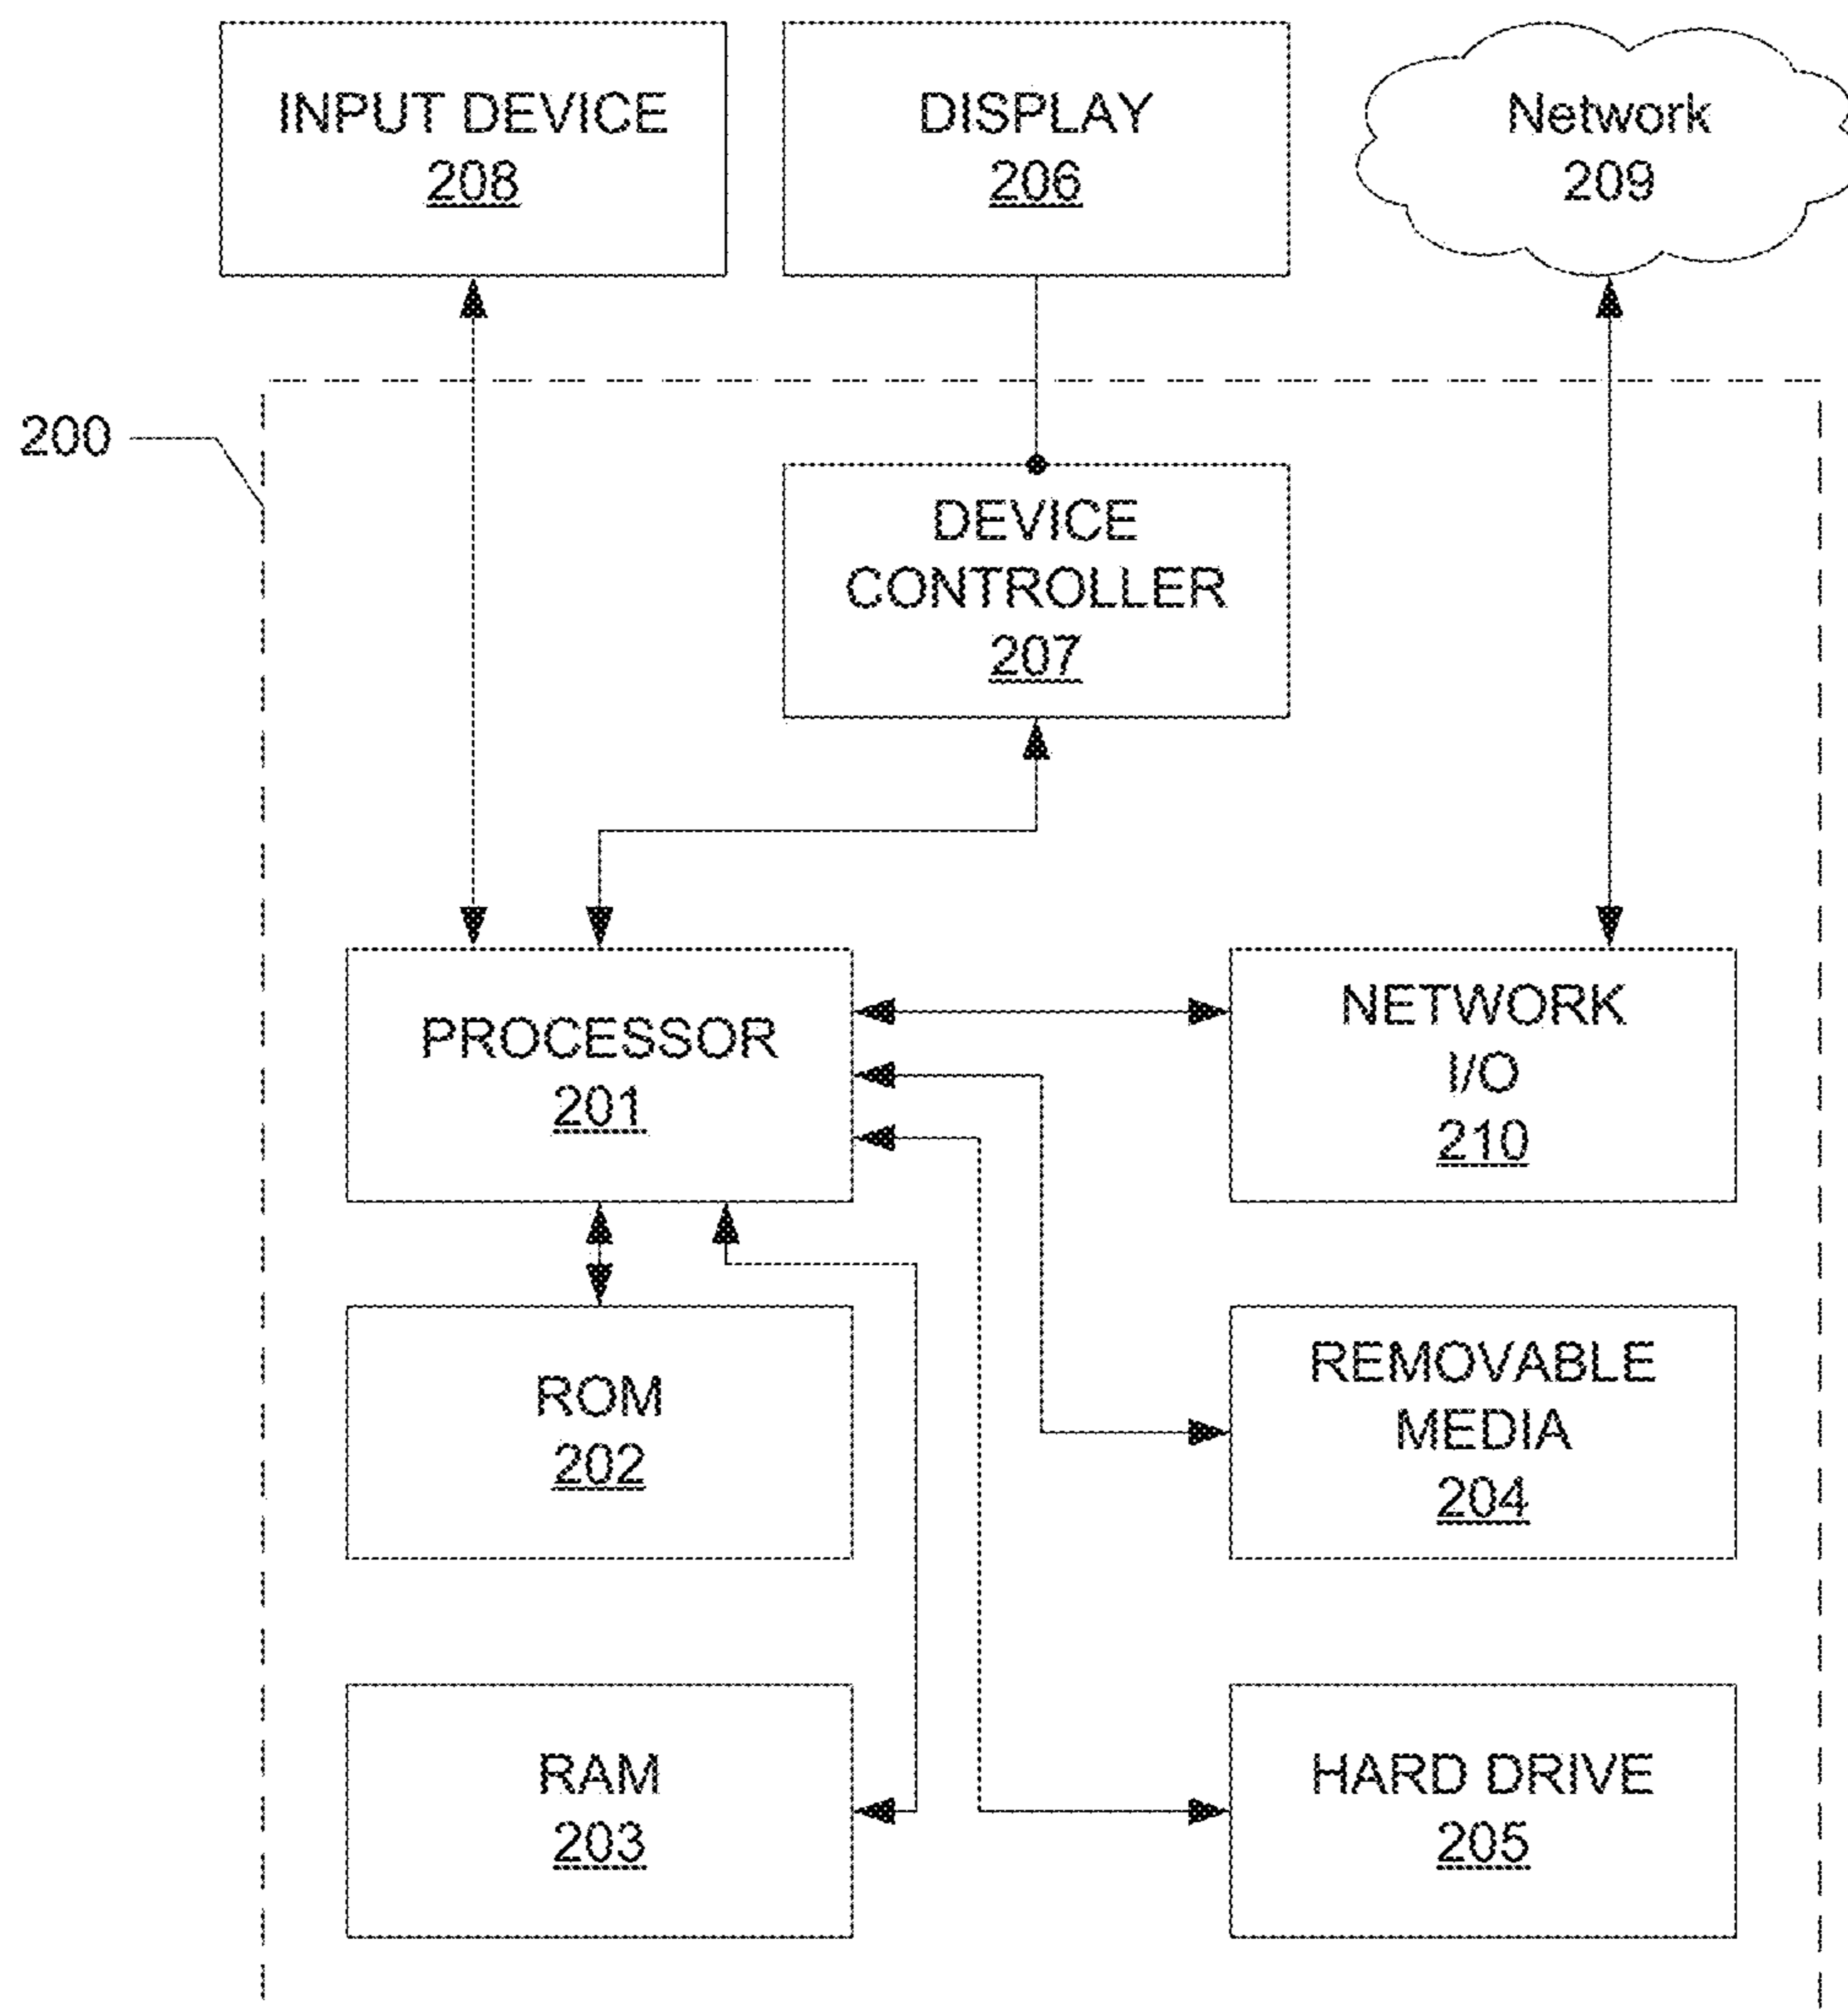 INPUT DEVICE
208
DISPLAY
206
Network
209
200
DEVICE
CONTROLLER
207
PROCESSOR
201
NETWORK
I/O
210
ROM
202
REMOVABLE
MEDIA
204
RAM
203
HARD DRIVE
205